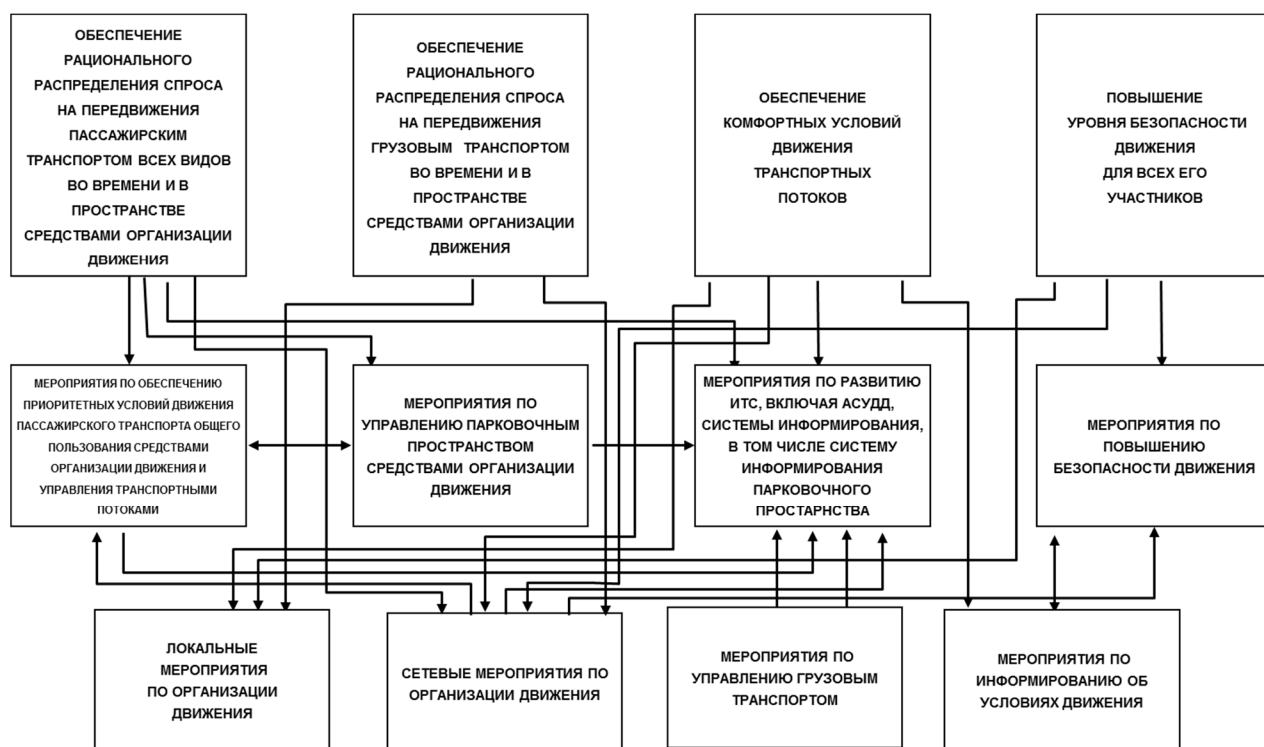 ОБЕСПЕЧЕНИЕ
РАЦИОНАЛЬНОГО
РАСПРЕДЕЛЕНИЯ СПРОСА
НА ПЕРЕДВИЖЕНИЯ
ПАССАЖИРСКИМ
ТРАНСПОРТОМ ВСЕХ ВИДОВ
ВО ВРЕМЕНИ И В
ПРОСТРАНСТВЕ
СРЕДСТВАМИ ОРГАНИЗАЦИИ
ДВИЖЕНИЯ
ОБЕСПЕЧЕНИЕ
РАЦИОНАЛЬНОГО
РАСПРЕДЕЛЕНИЯ СПРОСА
НА ПЕРЕДВИЖЕНИЯ
ГРУЗОВЫМ ТРАНСПОРТОМ
ВО ВРЕМЕНИ И В
ПРОСТРАНСТВЕ
СРЕДСТВАМИ ОРГАНИЗАЦИИ
ДВИЖЕНИЯ
ОБЕСПЕЧЕНИЕ
КОМФОРТНЫХ УСЛОВИЙ
ДВИЖЕНИЯ
ТРАНСПОРТНЫХ
ПОТОКОВ
ПОВЫШЕНИЕ
УРОВНЯ БЕЗОПАСНОСТИ
ДВИЖЕНИЯ
ДЛЯ ВСЕХ ЕГО
УЧАСТНИКОВ
МЕРОПРИЯТИЯ ПО ОБЕСПЕЧЕНИЮ
ПРИОРИТЕТНЫХ УСЛОВИЙ ДВИЖЕНИЯ
ПАССАЖИРСКОГО ТРАНСПОРТА ОБЩЕГО
ПОЛЬЗОВАНИЯ СРЕДСТВАМИ
ОРГАНИЗАЦИИ ДВИЖЕНИЯ И
УПРАВЛЕНИЯ ТРАНСПОРТНЫМИ
ПОТОКАМИ
МЕРОПРИЯТИЯ ПО
УПРАВЛЕНИЮ ПАРКОВОЧНЫМ
ПРОСТРАНСТВОМ
СРЕДСТВАМИ ОРГАНИЗАЦИИ
ДВИЖЕНИЯ
МЕРОПРИЯТИЯ ПО РАЗВИТИЮ
ИТС, ВКЛЮЧАЯ АСУДД,
СИСТЕМЫ ИНФОРМИРОВАНИЯ,
В ТОМ ЧИСЛЕ СИСТЕМУ
ИНФОРМИРОВАНИЯ
ПАРКОВОЧНОГО
ПРОСТАРНСТВА
МЕРОПРИЯТИЯ ПО
ПОВЫШЕНИЮ
БЕЗОПАСНОСТИ ДВИЖЕНИЯ
ЛОКАЛЬНЫЕ
МЕРОПРИЯТИЯ
ПО ОРГАНИЗАЦИИ
ДВИЖЕНИЯ
СЕТЕВЫЕ МЕРОПРИЯТИЯ ПО
ОРГАНИЗАЦИИ ДВИЖЕНИЯ
МЕРОПРИЯТИЯ ПО
УПРАВЛЕНИЮ ГРУЗОВЫМ
ТРАНСПОРТОМ
МЕРОПРИЯТИЯ ПО
ИНФОРМИРОВАНИЮ ОБ
УСЛОВИЯХ ДВИЖЕНИЯ